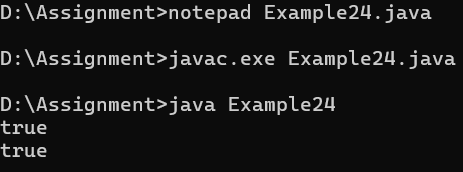 D:\Assignment>notepad Example24.java
D:\Assignment>javac.exe Example24.java
D:\Assignment>java Example24
true
true